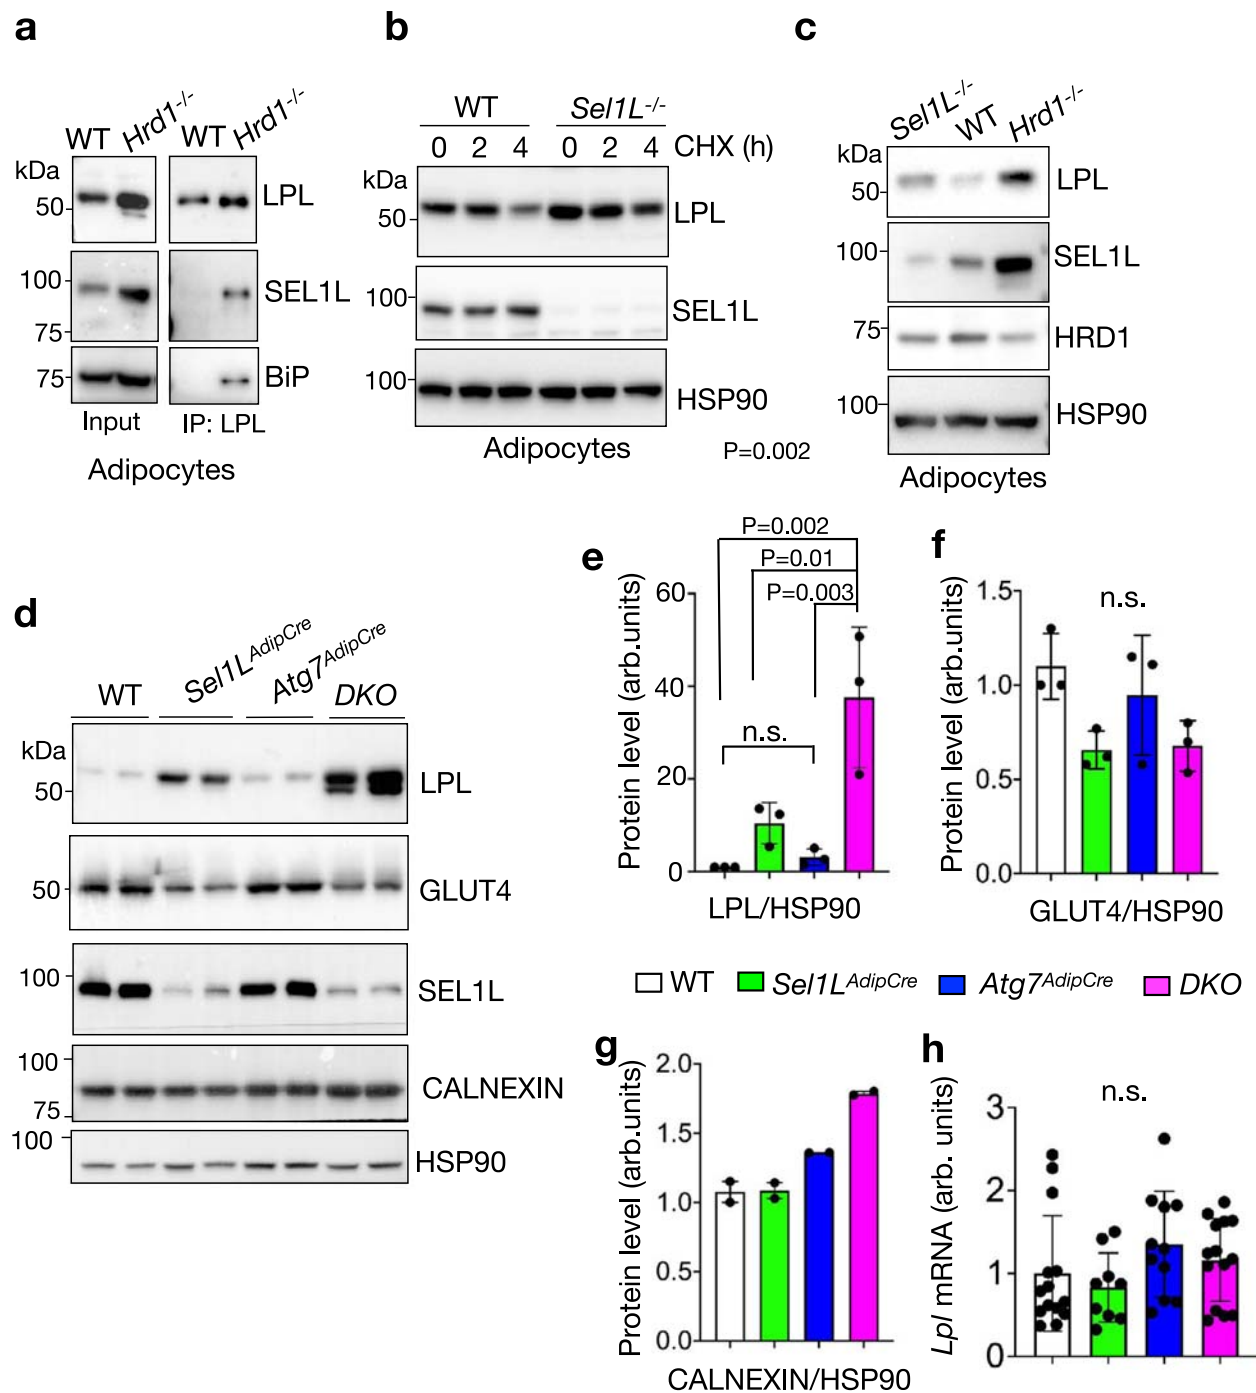 a
WT Hrd1-/- WT Hrd1-/-
kDa
50
LPL
100
SEL1L
75
75
BiP
Input IP: LPL
Adipocytes
b
WT Sel1L-/-
0 2 4 0 2 4 CHX (h)
kDa
50
LPL
100
SEL1L
100
HSP90
Adipocytes
P=0.002
c
Sel1L-/- WT Hrd1-/-
kDa
50
LPL
100
SEL1L
75
HRD1
100
HSP90
Adipocytes
d
WT Sel1LAdipCre Atg7AdipCre DKO
kDa
50
LPL
50
GLUT4
100
SEL1L
100
CALNEXIN
75
100
HSP90
e
P=0.002
P=0.01
P=0.003
n.s.
Protein level (arb.units)
60
40
20
0
LPL/HSP90
f
n.s.
Protein level (arb.units)
1.5
1.0
0.5
0.0
GLUT4/HSP90
WT Sel1LAdipCre Atg7AdipCre DKO
g
Protein level (arb.units)
2.0
1.5
1.0
0.5
0.0
CALNEXIN/HSP90
h
n.s.
Lpl mRNA (arb. units)
3
2
1
0